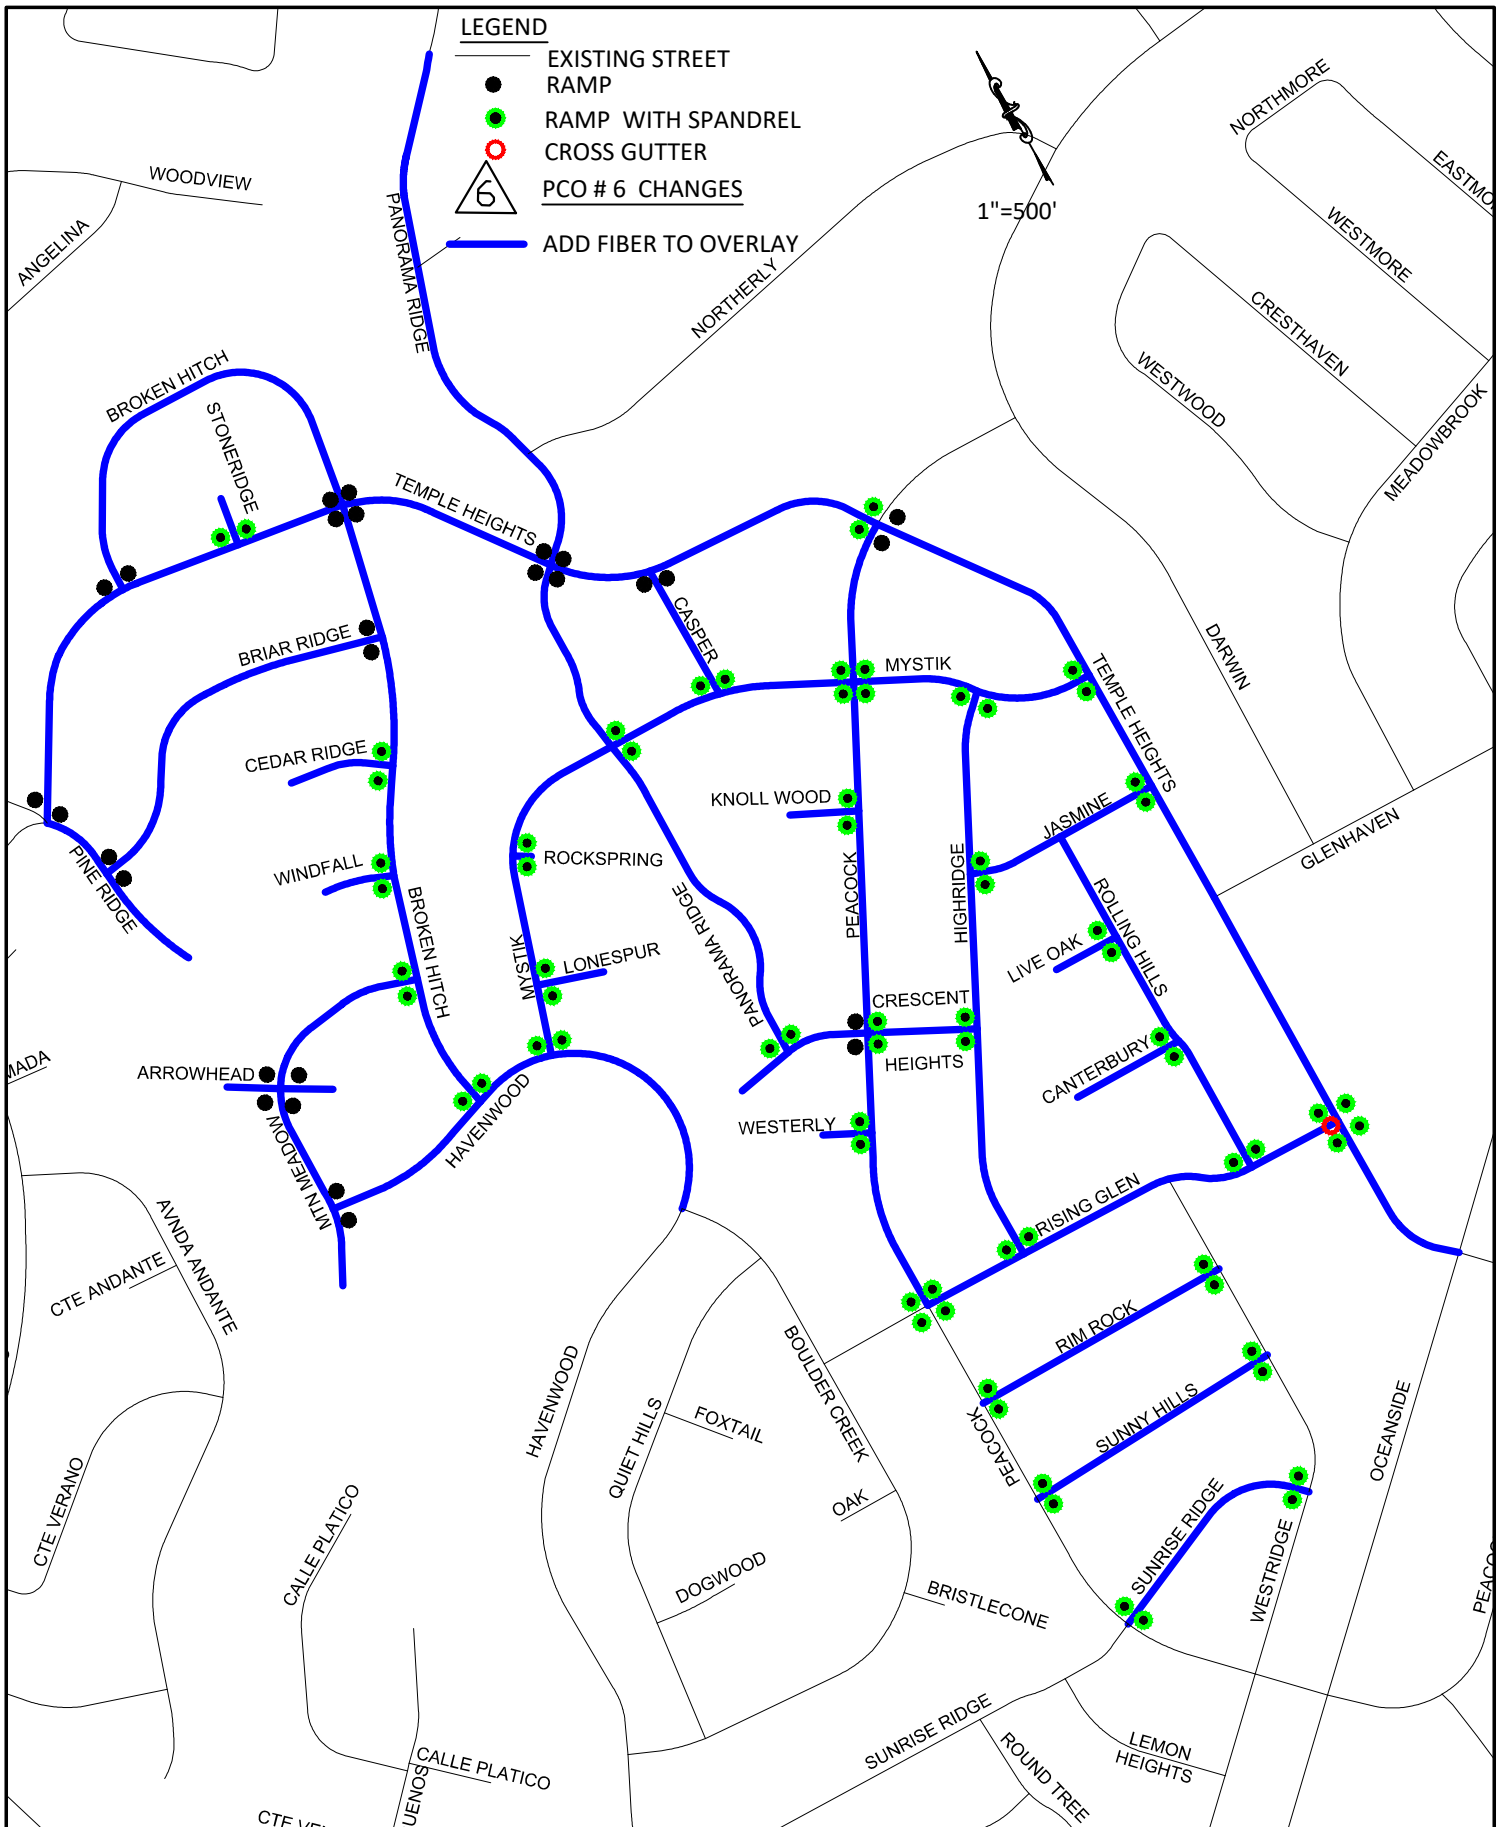 LEGEND
EXISTING STREET
RAMP
RAMP WITH SPANDREL
CROSS GUTTER
6
PCO # 6 CHANGES
ADD FIBER TO OVERLAY
1"=500'
NORTHMORE
EASTMO
WESTMORE
CRESTHAVEN
WESTWOOD
MEADOWBROOK
WOODVIEW
ANGELINA
PANORAMA RIDGE
NORTHERLY
BROKEN HITCH
STONERIDGE
TEMPLE HEIGHTS
CASPER
MYSTIK
DARWIN
TEMPLE HEIGHTS
BRIAR RIDGE
CEDAR RIDGE
KNOLL WOOD
JASMINE
GLENHAVEN
PINE RIDGE
WINDFALL
ROCKSPRING
PEACOCK
HIGHRIDGE
ROLLING HILLS
PANORAMA RIDGE
BROKEN HITCH
MYSTIK
LONESPUR
LIVE OAK
CRESCENT
HEIGHTS
CANTERBURY
MADA
ARROWHEAD
MTN MEADOW
HAVENWOOD
WESTERLY
RISING GLEN
AVNDA ANDANTE
CTE ANDANTE
RIM ROCK
BOULDER CREEK
HAVENWOOD
QUIET HILLS
FOXTAIL
PEACOCK
SUNNY HILLS
OCEANSIDE
CTE VERANO
CALLE PLATICO
OAK
SUNRISE RIDGE
WESTRIDGE
DOGWOOD
BRISTLECONE
PEACO
SUNRISE RIDGE
ROUND TREE
LEMON
HEIGHTS
CALLE PLATICO
UENOS
CTE VE